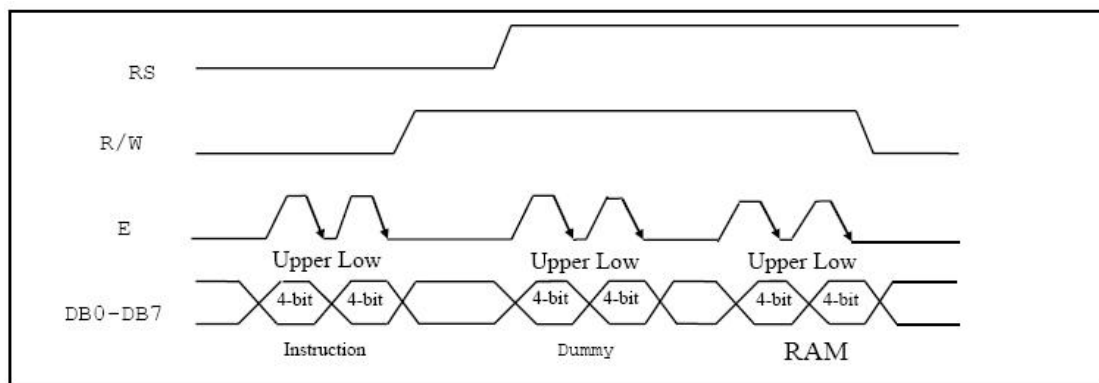 RS
R/W
E
Upper Low Upper Low Upper Low
DB0-DB7 4-bit 4-bit 4-bit 4-bit 4-bit 4-bit
Instruction Dummy RAM